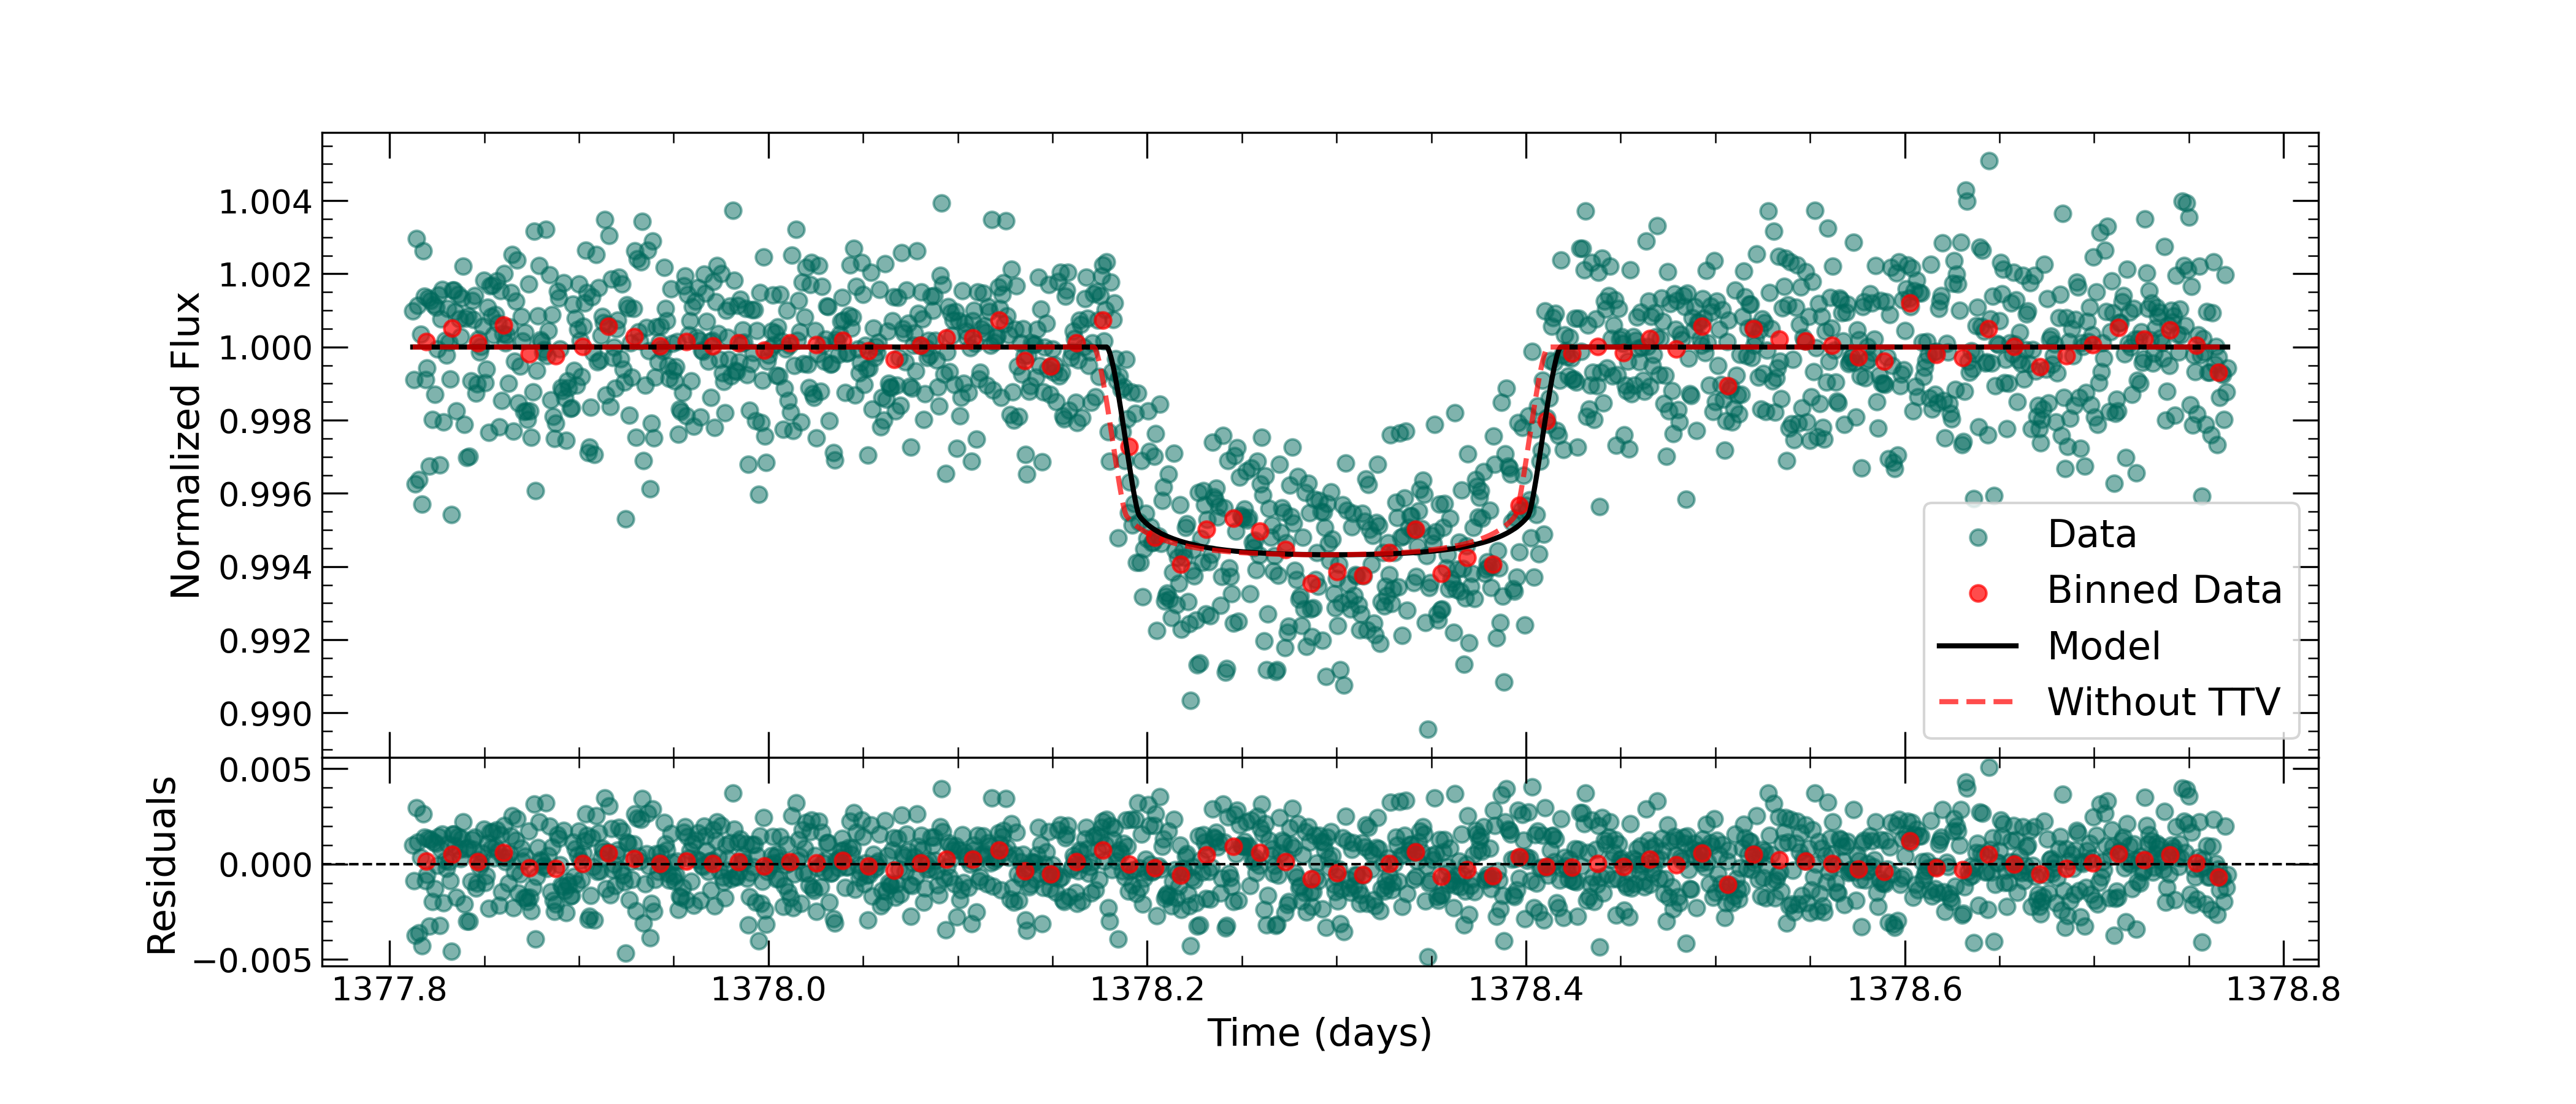 Normalized Flux
1.004
1.002
1.000
0.998
0.996
0.994
0.992
0.990
Data
Binned Data
Model
Without TTV
Residuals
0.005
0.000
−0.005
1377.8 1378.0 1378.2 1378.4 1378.6 1378.8
Time (days)